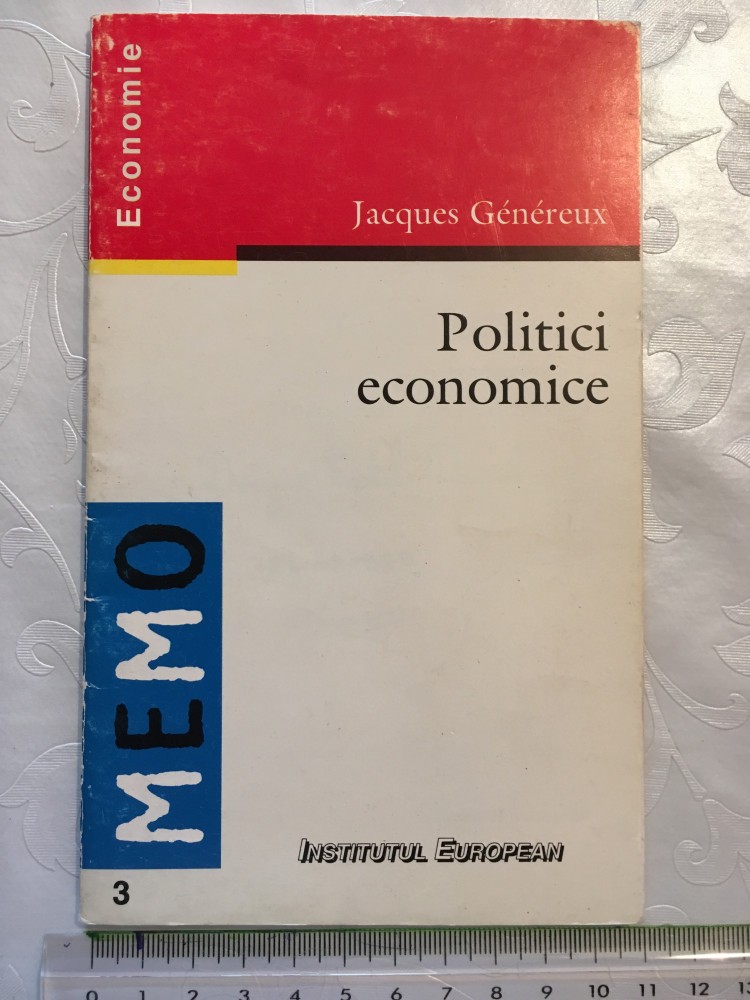 Economie
Jacques Généreux
Politici
economice
MEMO
INSTITUTUL EUROPEAN
3
0 1 2 3 4 5 6 7 8 9 10 11 12 13